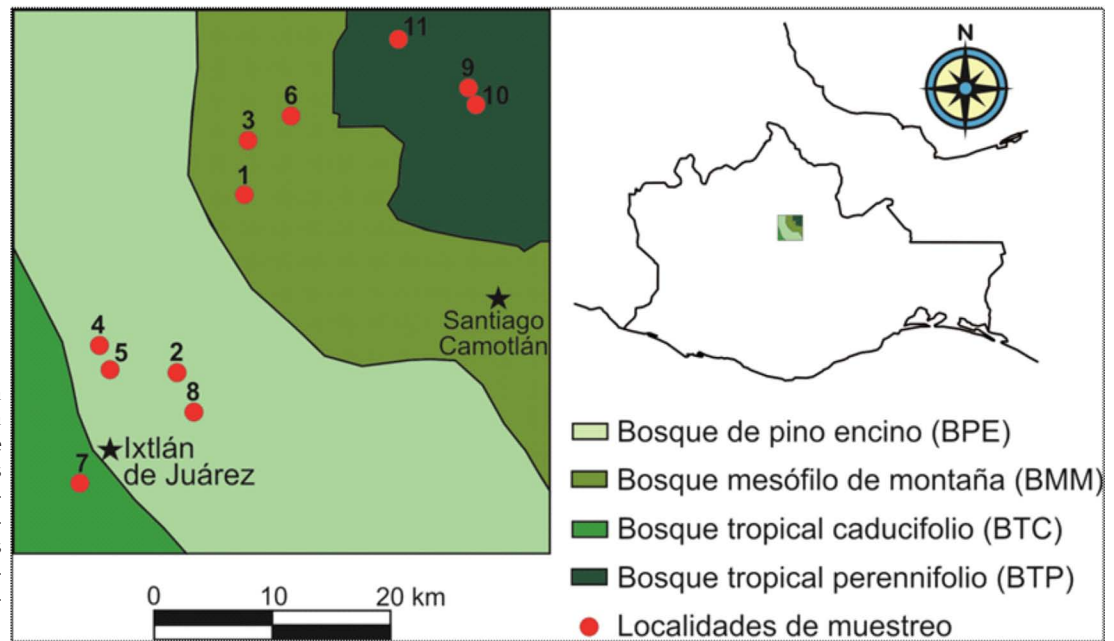 11
9
10
6
3
1
4
5
2
8
7
Santiago
Camotlán
Ixtlán
de Juárez
0 10 20 km
N
Bosque de pino encino (BPE)
Bosque mesófilo de montaña (BMM)
Bosque tropical caducifolio (BTC)
Bosque tropical perennifolio (BTP)
Localidades de muestreo